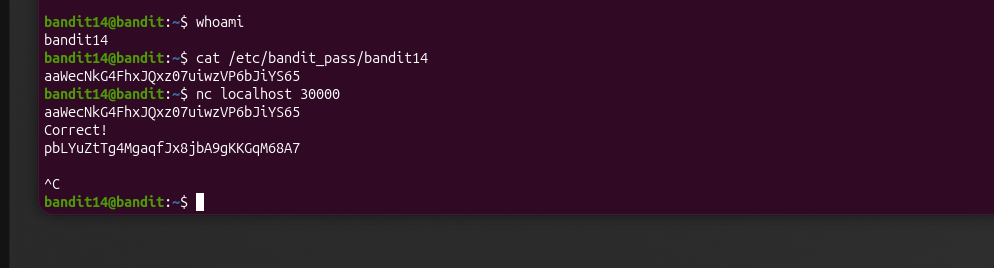 bandit14@bandit:~$ whoami
bandit14
bandit14@bandit:~$ cat /etc/bandit_pass/bandit14
aaWecNkG4FhxJQxz07uiwzVP6bJiYS65
bandit14@bandit:~$ nc localhost 30000
aaWecNkG4FhxJQxz07uiwzVP6bJiYS65
Correct!
pbLYuZtTg4MgaqfJx8jbA9gKKGqM68A7
^C
bandit14@bandit:~$